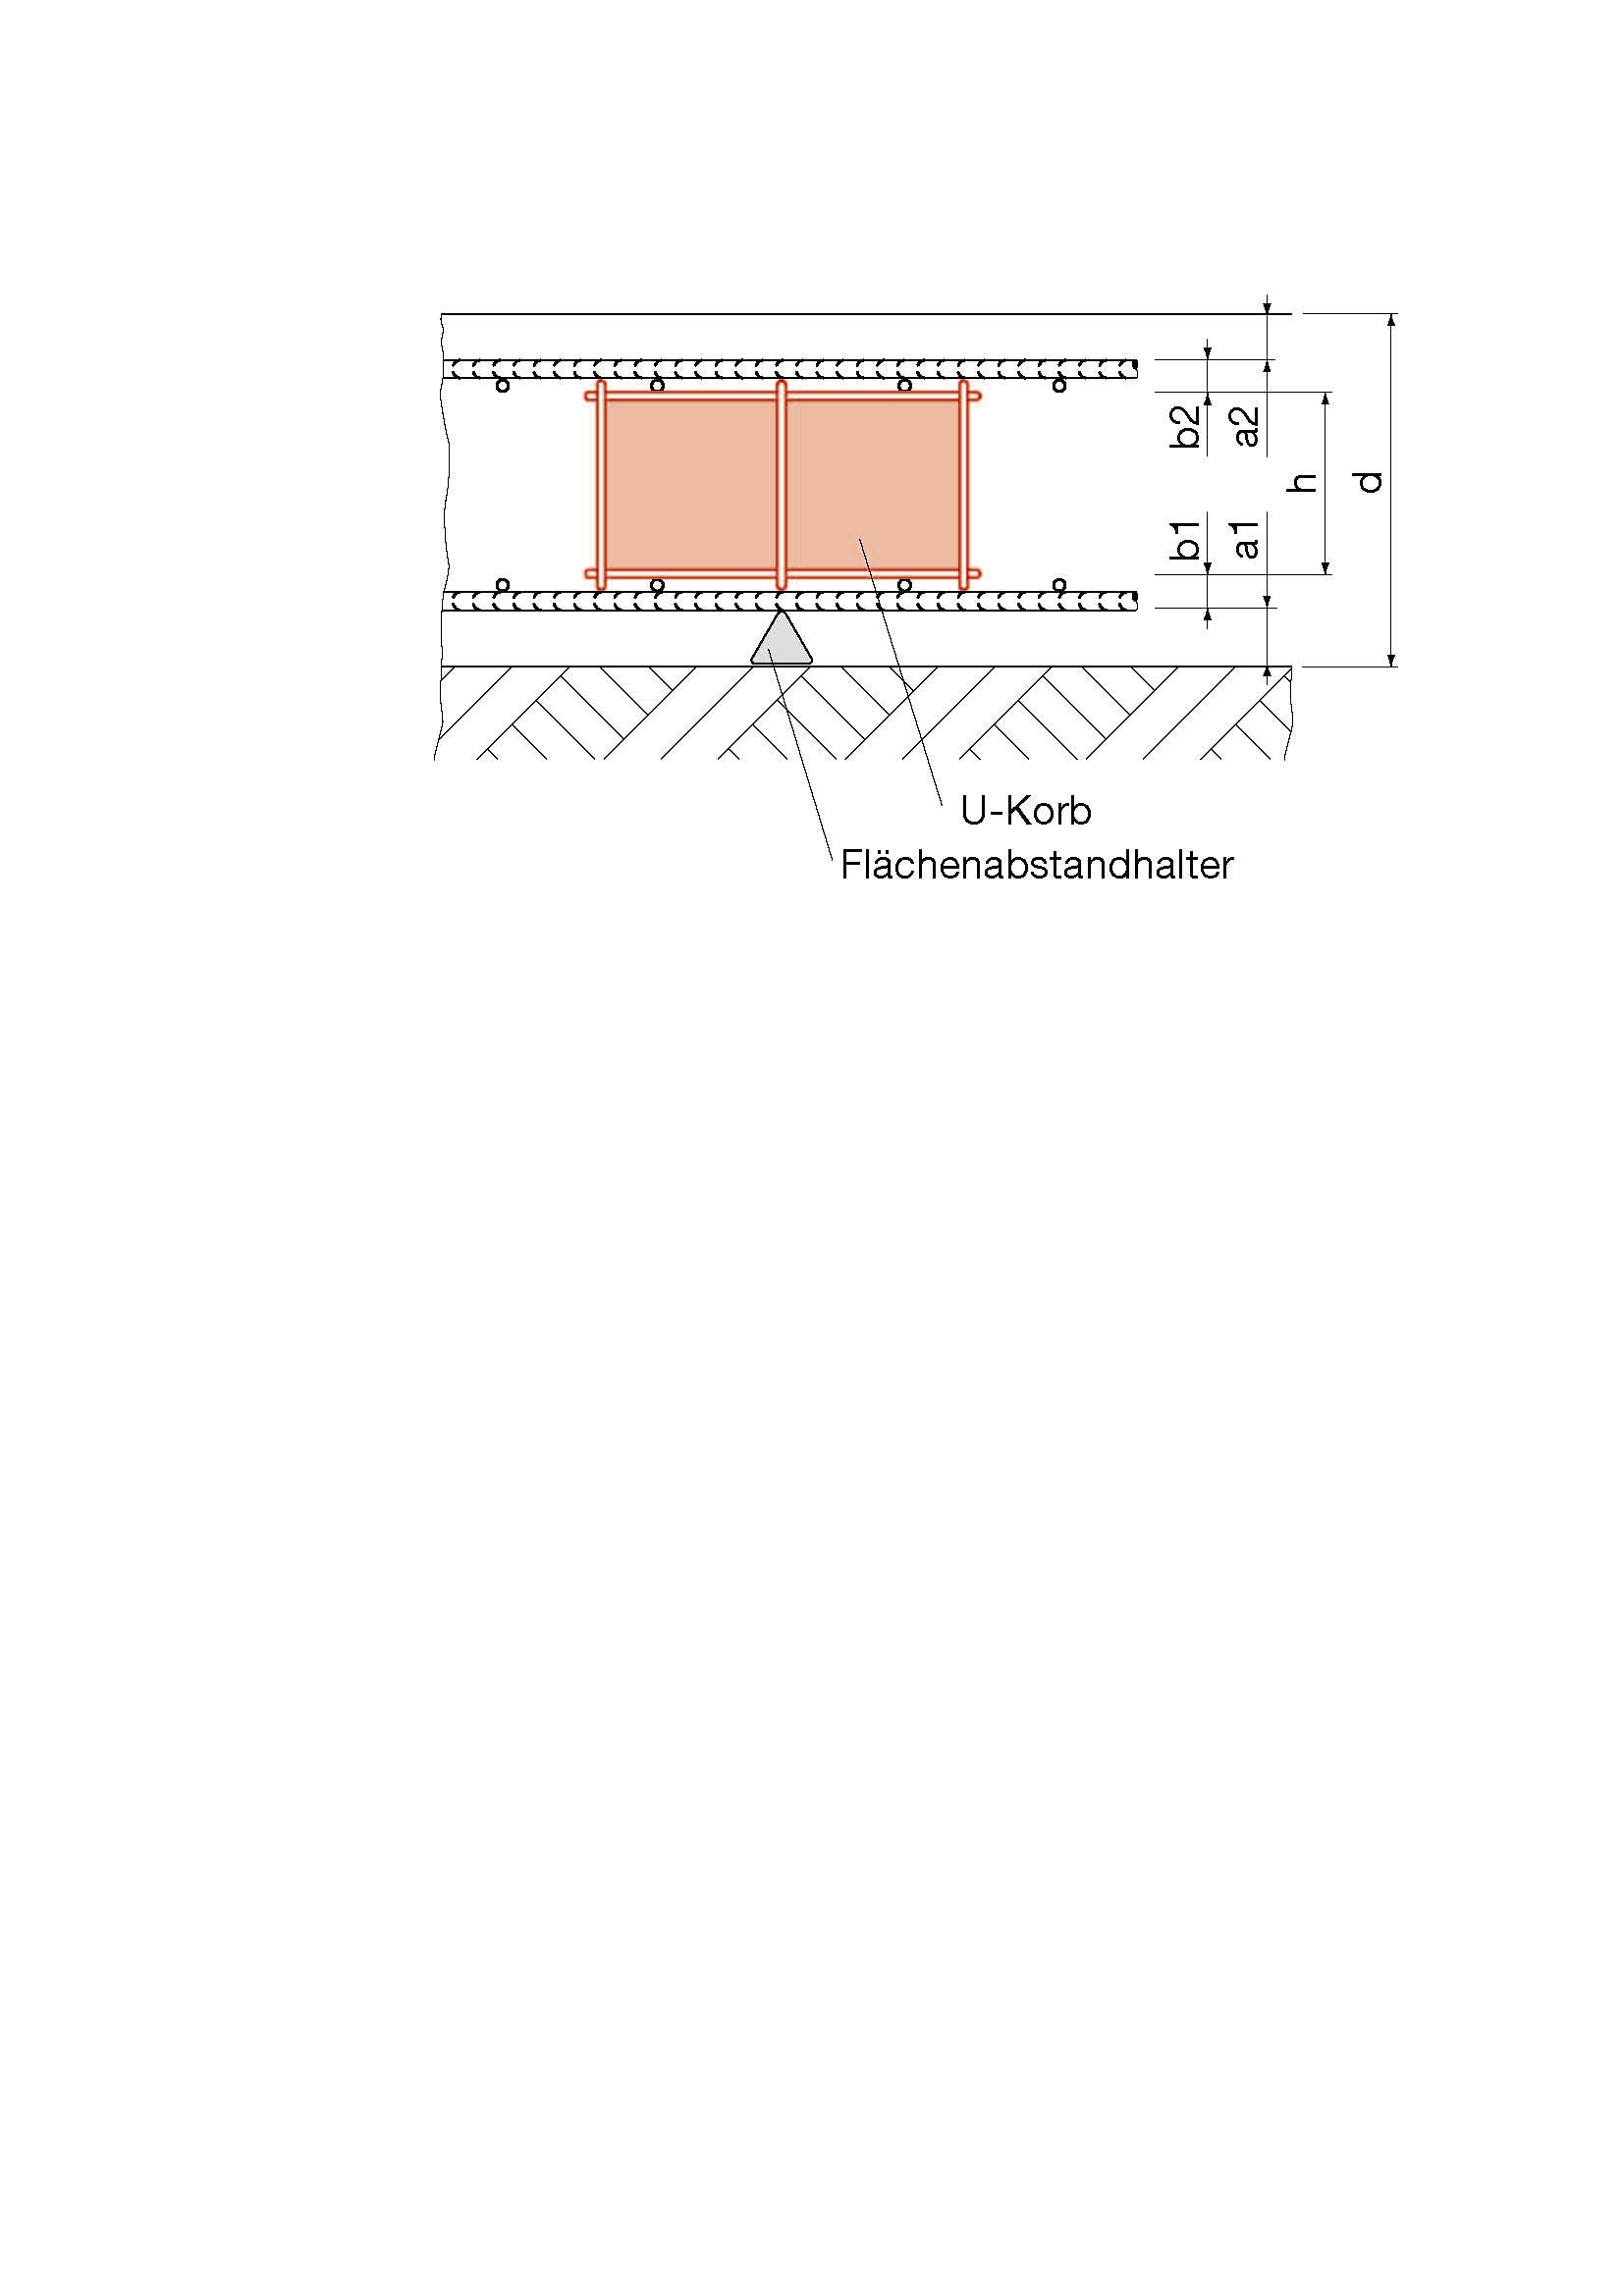 b2
a2
h
d
b1
a1
U-Korb
Flächenabstandhalter